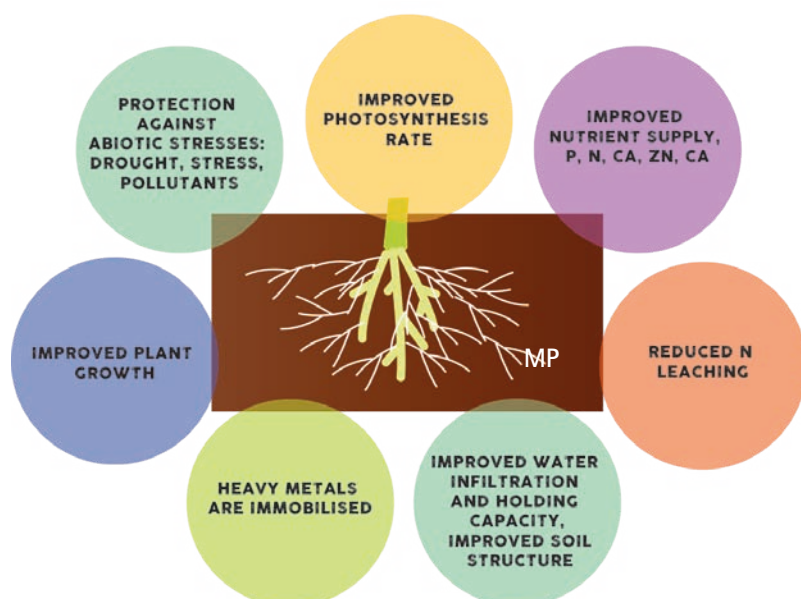 PROTECTION
AGAINST
ABIOTIC STRESSES:
DROUGHT, STRESS,
POLLUTANTS
IMPROVED
PHOTOSYNTHESIS
RATE
IMPROVED
NUTRIENT SUPPLY,
P, N, CA, ZN, CA
IMPROVED PLANT
GROWTH
MP
REDUCED N
LEACHING
HEAVY METALS
ARE IMMOBILISED
IMPROVED WATER
INFILTRATION
AND HOLDING
CAPACITY,
IMPROVED SOIL
STRUCTURE